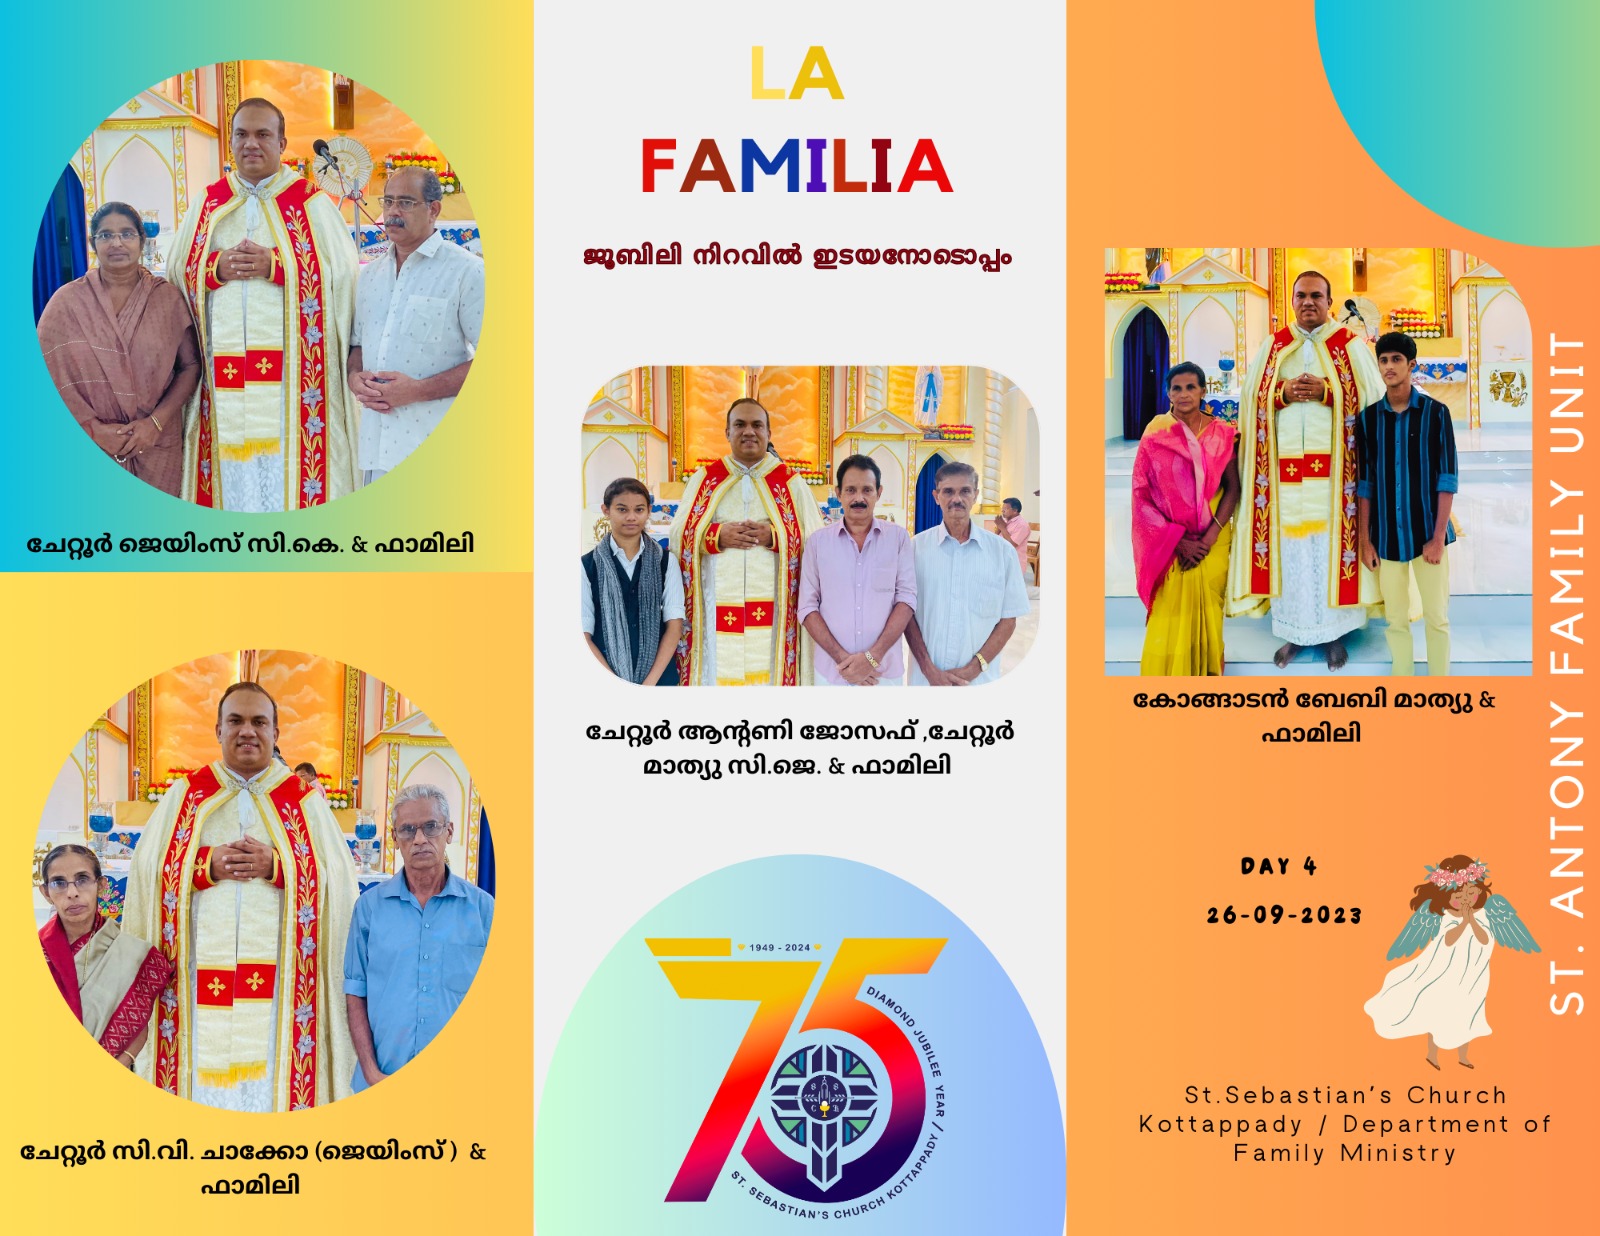 ചേറ്റൂർ ജെയിംസ് സി.കെ. & ഫാമിലി
ചേറ്റൂർ സി.വി. ചാക്കോ (ജെയിംസ് ) &
ഫാമിലി
LA
FAMILIA
ജൂബിലി നിറവിൽ ഇടയനോടൊപ്പം
ചേറ്റൂർ ആന്റണി ജോസഫ് ,ചേറ്റൂർ
മാത്യു സി.ജെ. & ഫാമിലി
1949 - 2024
75
DIAMOND JUBILEE YEAR /
ST. SEBASTIAN'S CHURCH KOTTAPPADY
കോങ്ങാടൻ ബേബി മാത്യു &
ഫാമിലി
DAY 4
26-09-2023
St.Sebastian's Church
Kottappady / Department of
Family Ministry
ST. ANTONY FAMILY UNIT